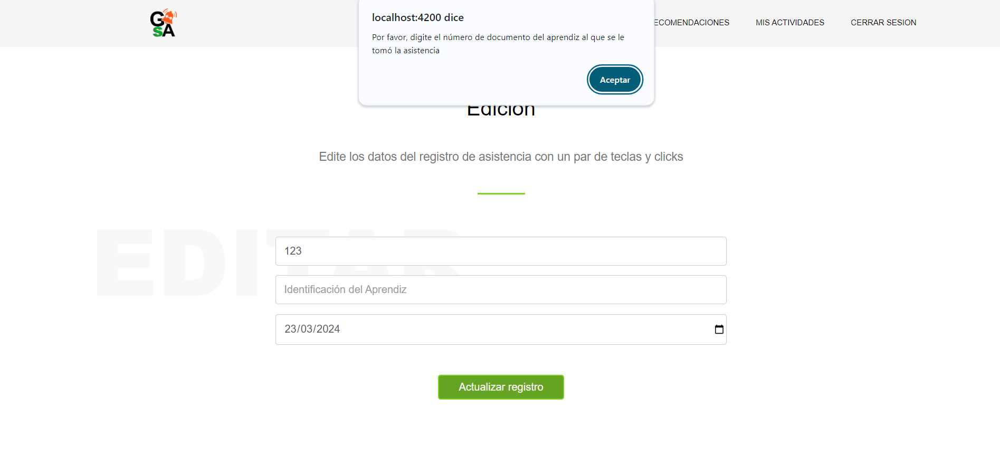 GSA
localhost:4200 dice
Por favor, digite el número de documento del aprendiz al que se le
tomó la asistencia
Aceptar
ECOMENDACIONES
MIS ACTIVIDADES
CERRAR SESION
Edición
Edite los datos del registro de asistencia con un par de teclas y clicks
EDITAR
123
Identificación del Aprendiz
23/03/2024
Actualizar registro